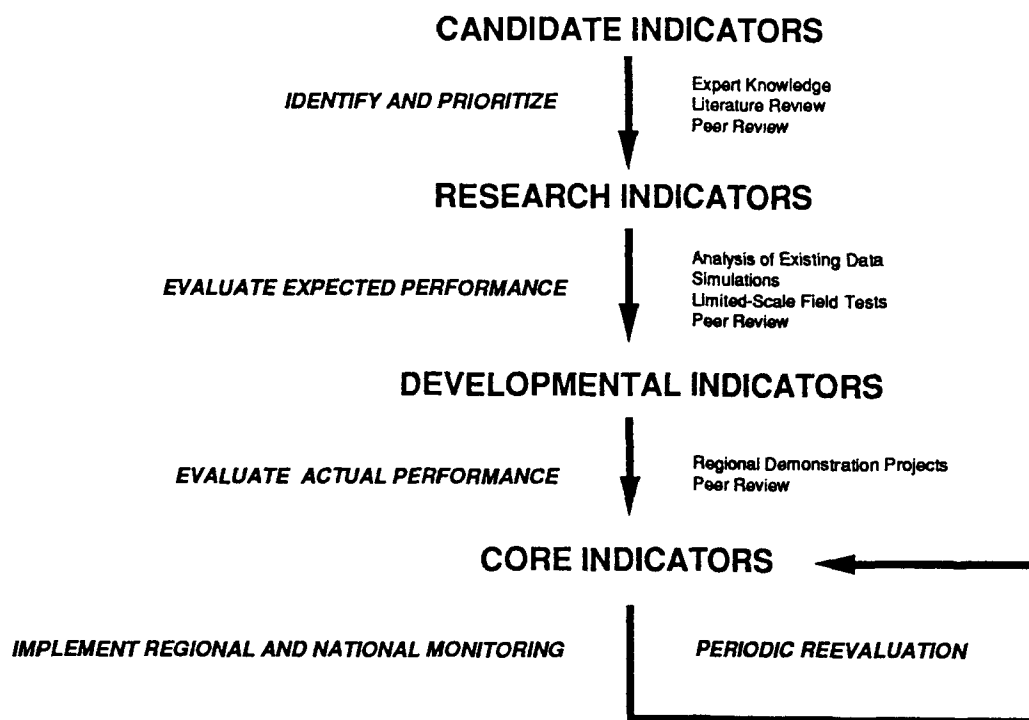 CANDIDATE INDICATORS
IDENTIFY AND PRIORITIZE
Expert Knowledge
Literature Review
Peer Review
RESEARCH INDICATORS
EVALUATE EXPECTED PERFORMANCE
Analysis of Existing Data
Simulations
Limited-Scale Field Tests
Peer Review
DEVELOPMENTAL INDICATORS
EVALUATE ACTUAL PERFORMANCE
Regional Demonstration Projects
Peer Review
CORE INDICATORS
IMPLEMENT REGIONAL AND NATIONAL MONITORING
PERIODIC REEVALUATION